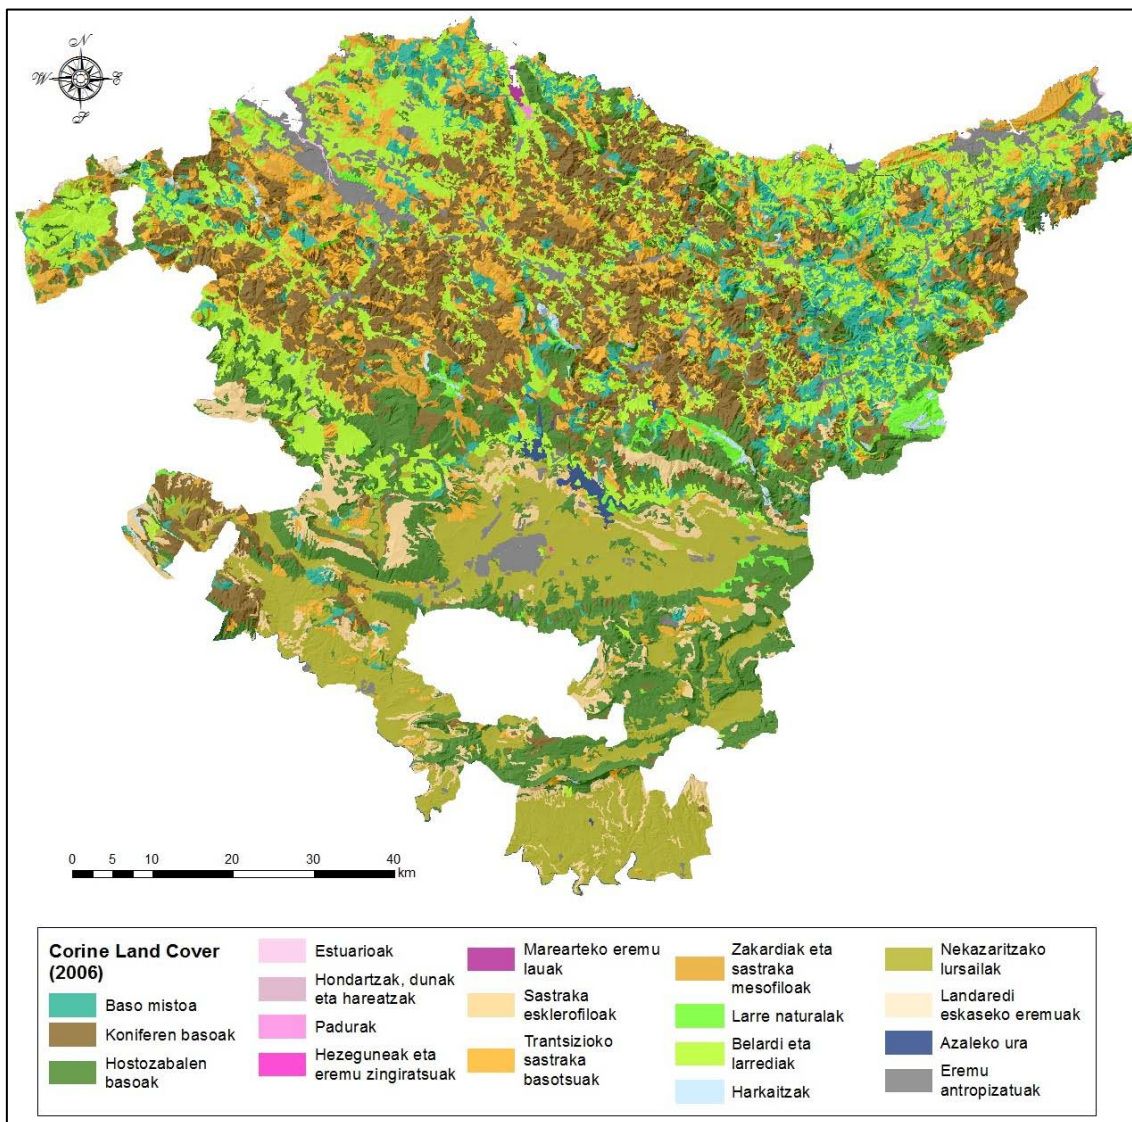 N
W
E
S
0
5
10
20
30
40
km
Corine Land Cover
(2006)
Baso mistoa
Koniferen basoak
Hostozabalen
basoak
Estuarioak
Hondartzak, dunak
eta hareatzak
Padurak
Hezeguneak eta
eremu zingiratsuak
Marearteko eremu
lauak
Sastraka
esklerofiloak
Trantsizioko
sastraka
basotsuak
Zakardiak eta
sastraka
mesofiloak
Larre naturalak
Belardi eta
larrediak
Harkaitzak
Nekazaritzako
lursailak
Landaredi
eskaseko eremuak
Azaleko ura
Eremu
antropizatuak